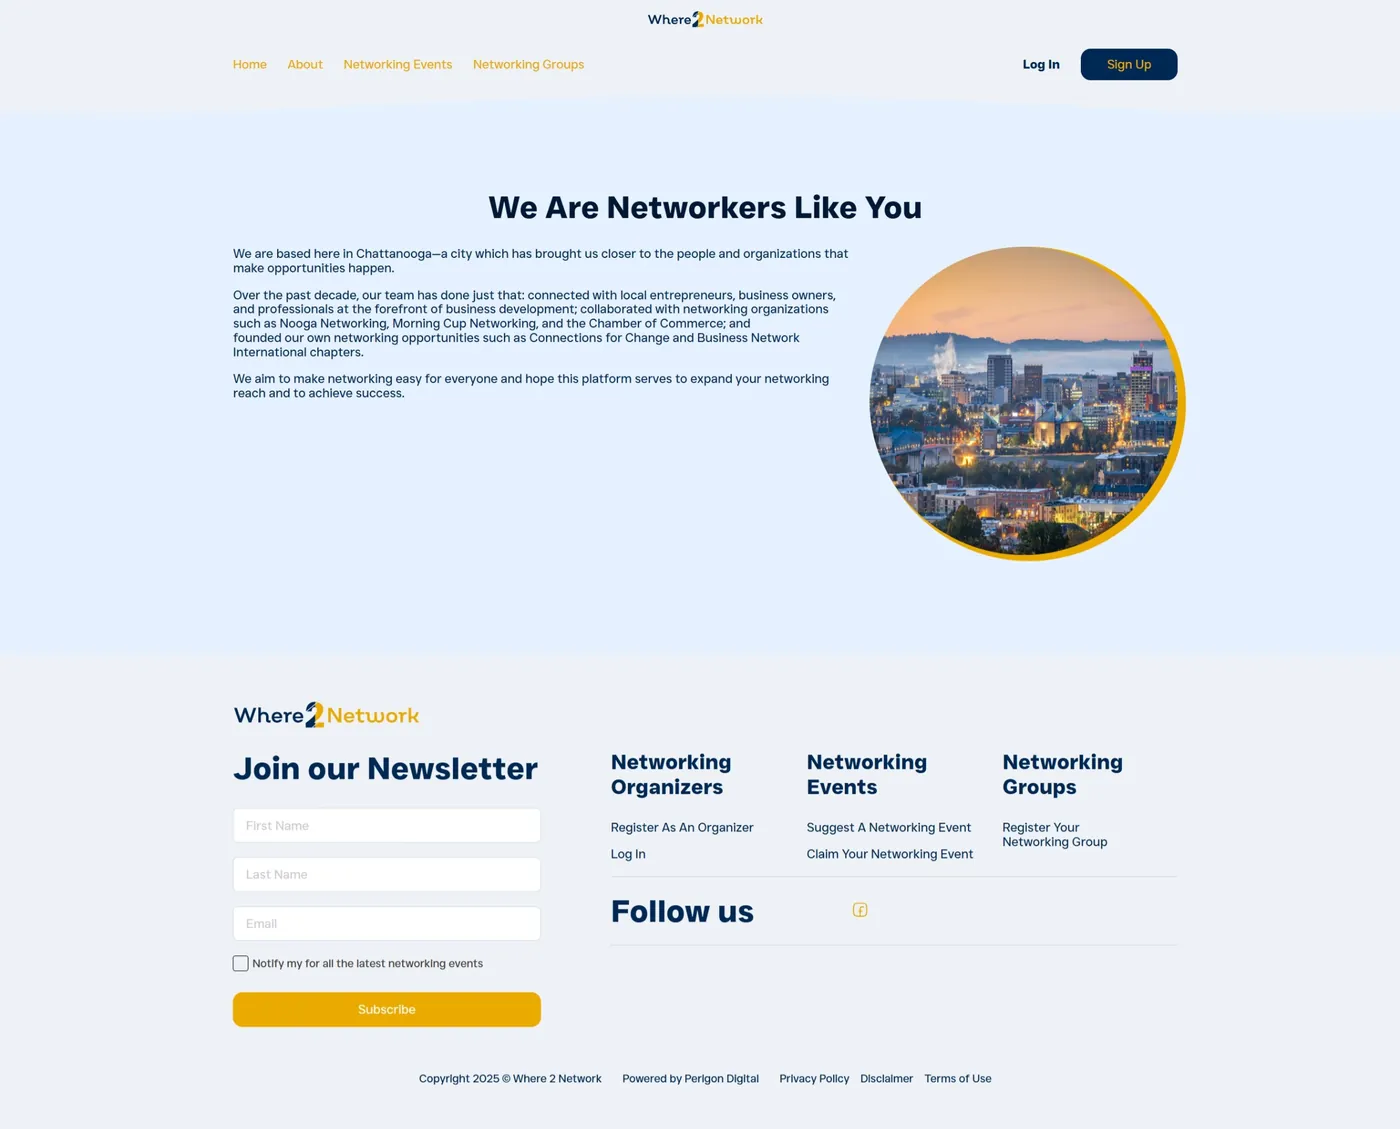 Where2Network
Home About Networking Events Networking Groups Log In Sign Up
We Are Networkers Like You
We are based here in Chattanooga—a city which has brought us closer to the people and organizations that
make opportunities happen.
Over the past decade, our team has done just that: connected with local entrepreneurs, business owners,
and professionals at the forefront of business development; collaborated with networking organizations
such as Nooga Networking, Morning Cup Networking, and the Chamber of Commerce; and
founded our own networking opportunities such as Connections for Change and Business Network
International chapters.
We aim to make networking easy for everyone and hope this platform serves to expand your networking
reach and to achieve success.
Where2Network
Join our Newsletter
First Name
Last Name
Email
Notify my for all the latest networking events
Subscribe
Networking
Organizers
Register As An Organizer
Log In
Networking
Events
Suggest A Networking Event
Claim Your Networking Event
Networking
Groups
Register Your
Networking Group
Follow us
Copyright 2025 © Where 2 Network Powered by Perigon Digital Privacy Policy Disclaimer Terms of Use